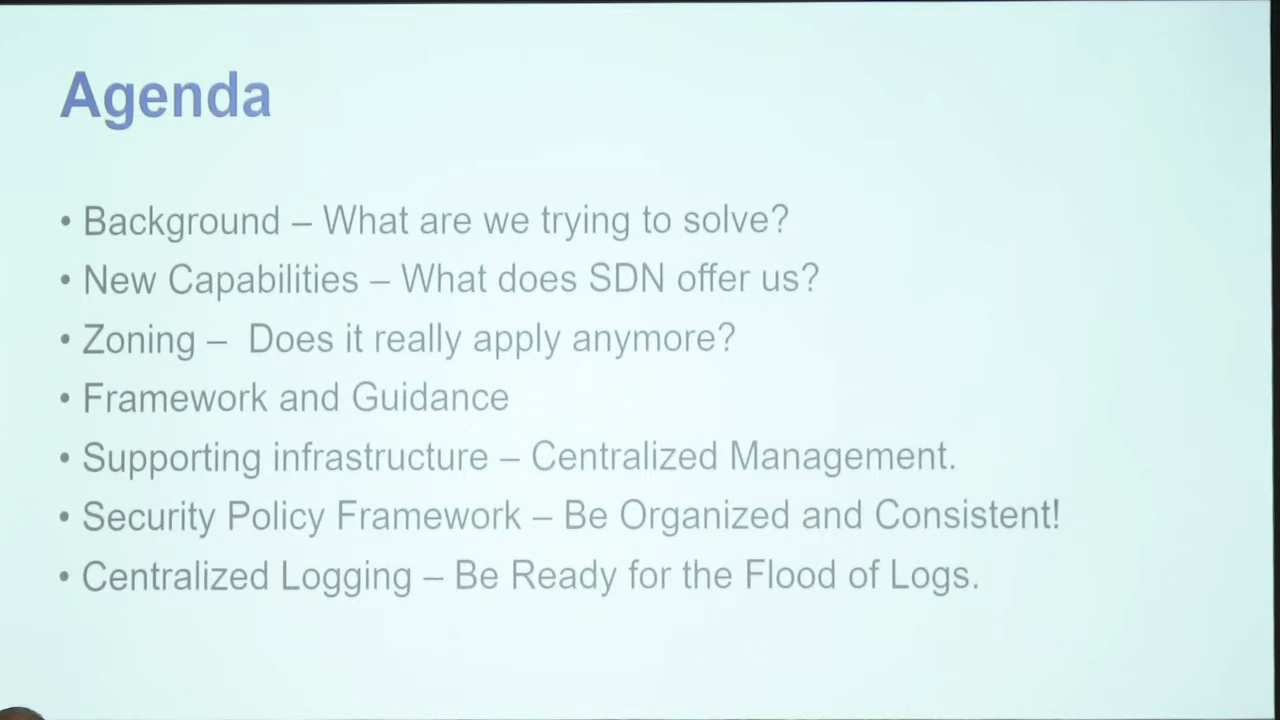 Agenda
• Background – What are we trying to solve?
• New Capabilities – What does SDN offer us?
• Zoning –  Does it really apply anymore?
• Framework and Guidance
• Supporting infrastructure – Centralized Management.
• Security Policy Framework – Be Organized and Consistent!
• Centralized Logging – Be Ready for the Flood of Logs.